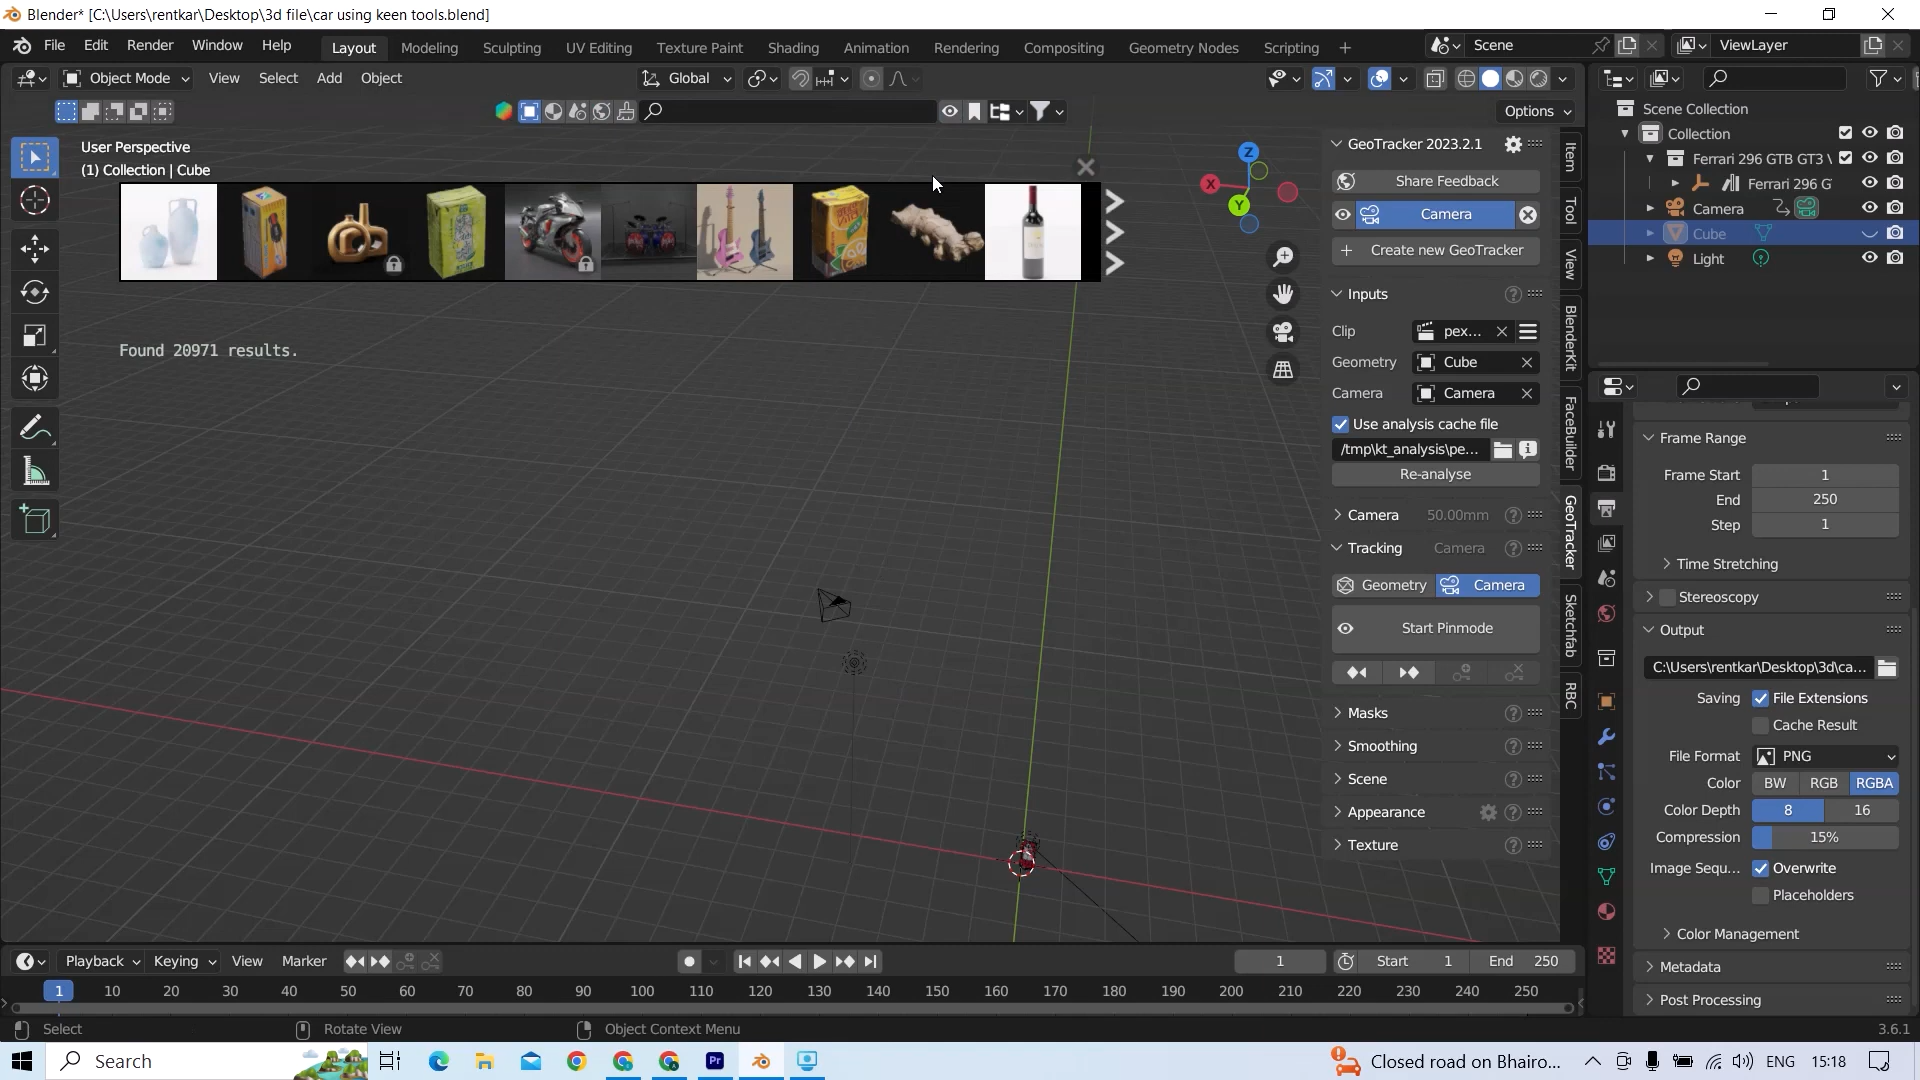 Blender* [C:\Users\rentkar\Desktop\3d file\car using keen tools.blend]
File Edit Render Window Help
Layout Modeling Sculpting UV Editing Texture Paint Shading Animation Rendering Compositing Geometry Nodes Scripting +
Scene
ViewLayer
Object Mode View Select Add Object
Global
Options
User Perspective
(1) Collection | Cube
Found 20971 results.
Z
X
Y
GeoTracker 2023.2.1
Share Feedback
Camera
Create new GeoTracker
Inputs
Clip pex...
Geometry Cube
Camera Camera
Use analysis cache file
/tmp\kt_analysis\pe...
Re-analyse
Camera 50.00mm
Tracking Camera
Geometry Camera
Start Pinmode
Masks
Smoothing
Scene
Appearance
Texture
Item
Tool
View
BlenderKit
FaceBuilder
GeoTracker
Sketchfab
RBC
Scene Collection
Collection
Ferrari 296 GTB GT3
Ferrari 296 G
Camera
Cube
Light
Frame Range
Frame Start 1
End 250
Step 1
Time Stretching
Stereoscopy
Output
C:\Users\rentkar\Desktop\3d\ca...
Saving File Extensions
Cache Result
File Format PNG
Color BW RGB RGBA
Color Depth 8 16
Compression 15%
Image Sequ... Overwrite
Placeholders
Color Management
Metadata
Post Processing
Playback Keying View Marker
1 Start 1 End 250
1 10 20 30 40 50 60 70 80 90 100 110 120 130 140 150 160 170 180 190 200 210 220 230 240 250
Select Rotate View Object Context Menu 3.6.1
Search
Pr
Closed road on Bhairo...
ENG 15:18